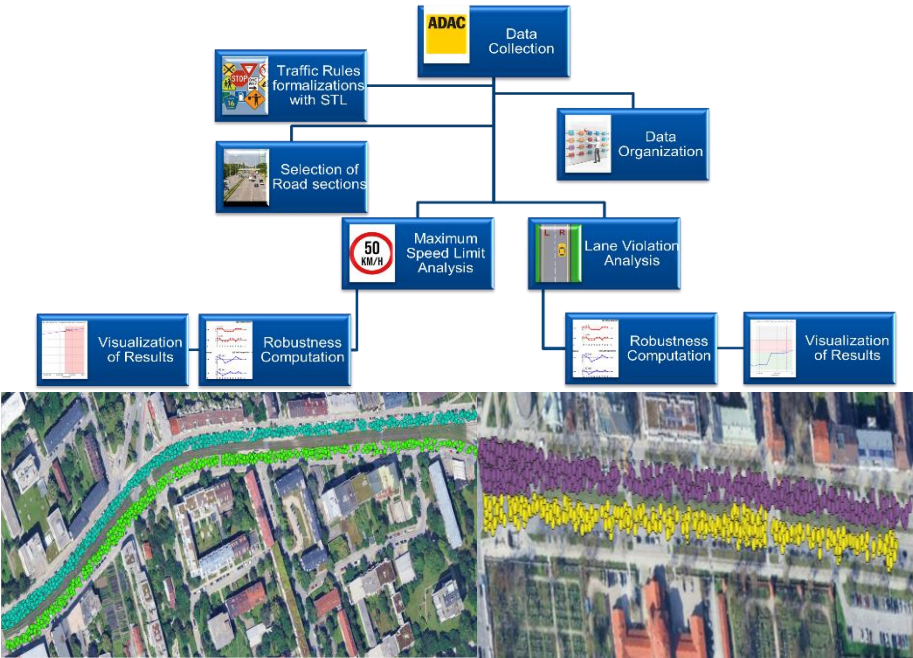 ADAC
Data
Collection
Traffic Rules
formalizations
with STL
STOP
Data
Organization
Selection of
Road sections
50
KM/H
Maximum
Speed Limit
Analysis
L R
Lane Violation
Analysis
Visualization
of Results
Robustness
Computation
Robustness
Computation
Visualization
of Results